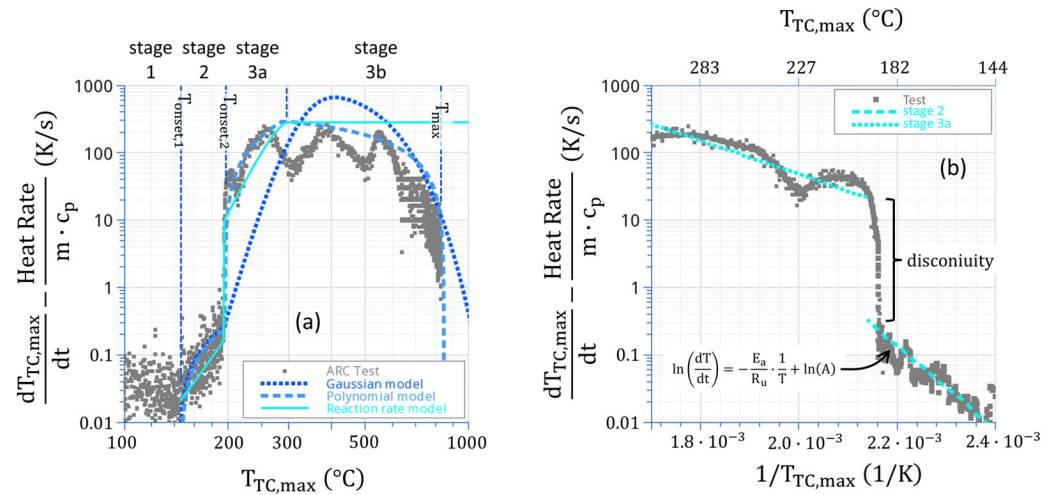 stage 1
stage 2
stage 3a
stage 3b
1000
100
10
1
0.1
0.01
dT_TC,max/dt − Heat Rate/(m · c_p) (K/s)
T_onset1
T_onset2
T_max
(a)
ARC Test
Gaussian model
Polynomial model
Reaction rate model
100 200 300 500 1000
T_TC,max (°C)
T_TC,max (°C)
283 227 182 144
1000
100
10
1
0.1
0.01
dT_TC,max/dt − Heat Rate/(m · c_p) (K/s)
Test
stage 2
stage 3a
(b)
disconiuity
ln(dT/dt) = −E_a/R_u · 1/T + ln(A)
1.8 · 10⁻³ 2.0 · 10⁻³ 2.2 · 10⁻³ 2.4 · 10⁻³
1/T_TC,max (1/K)